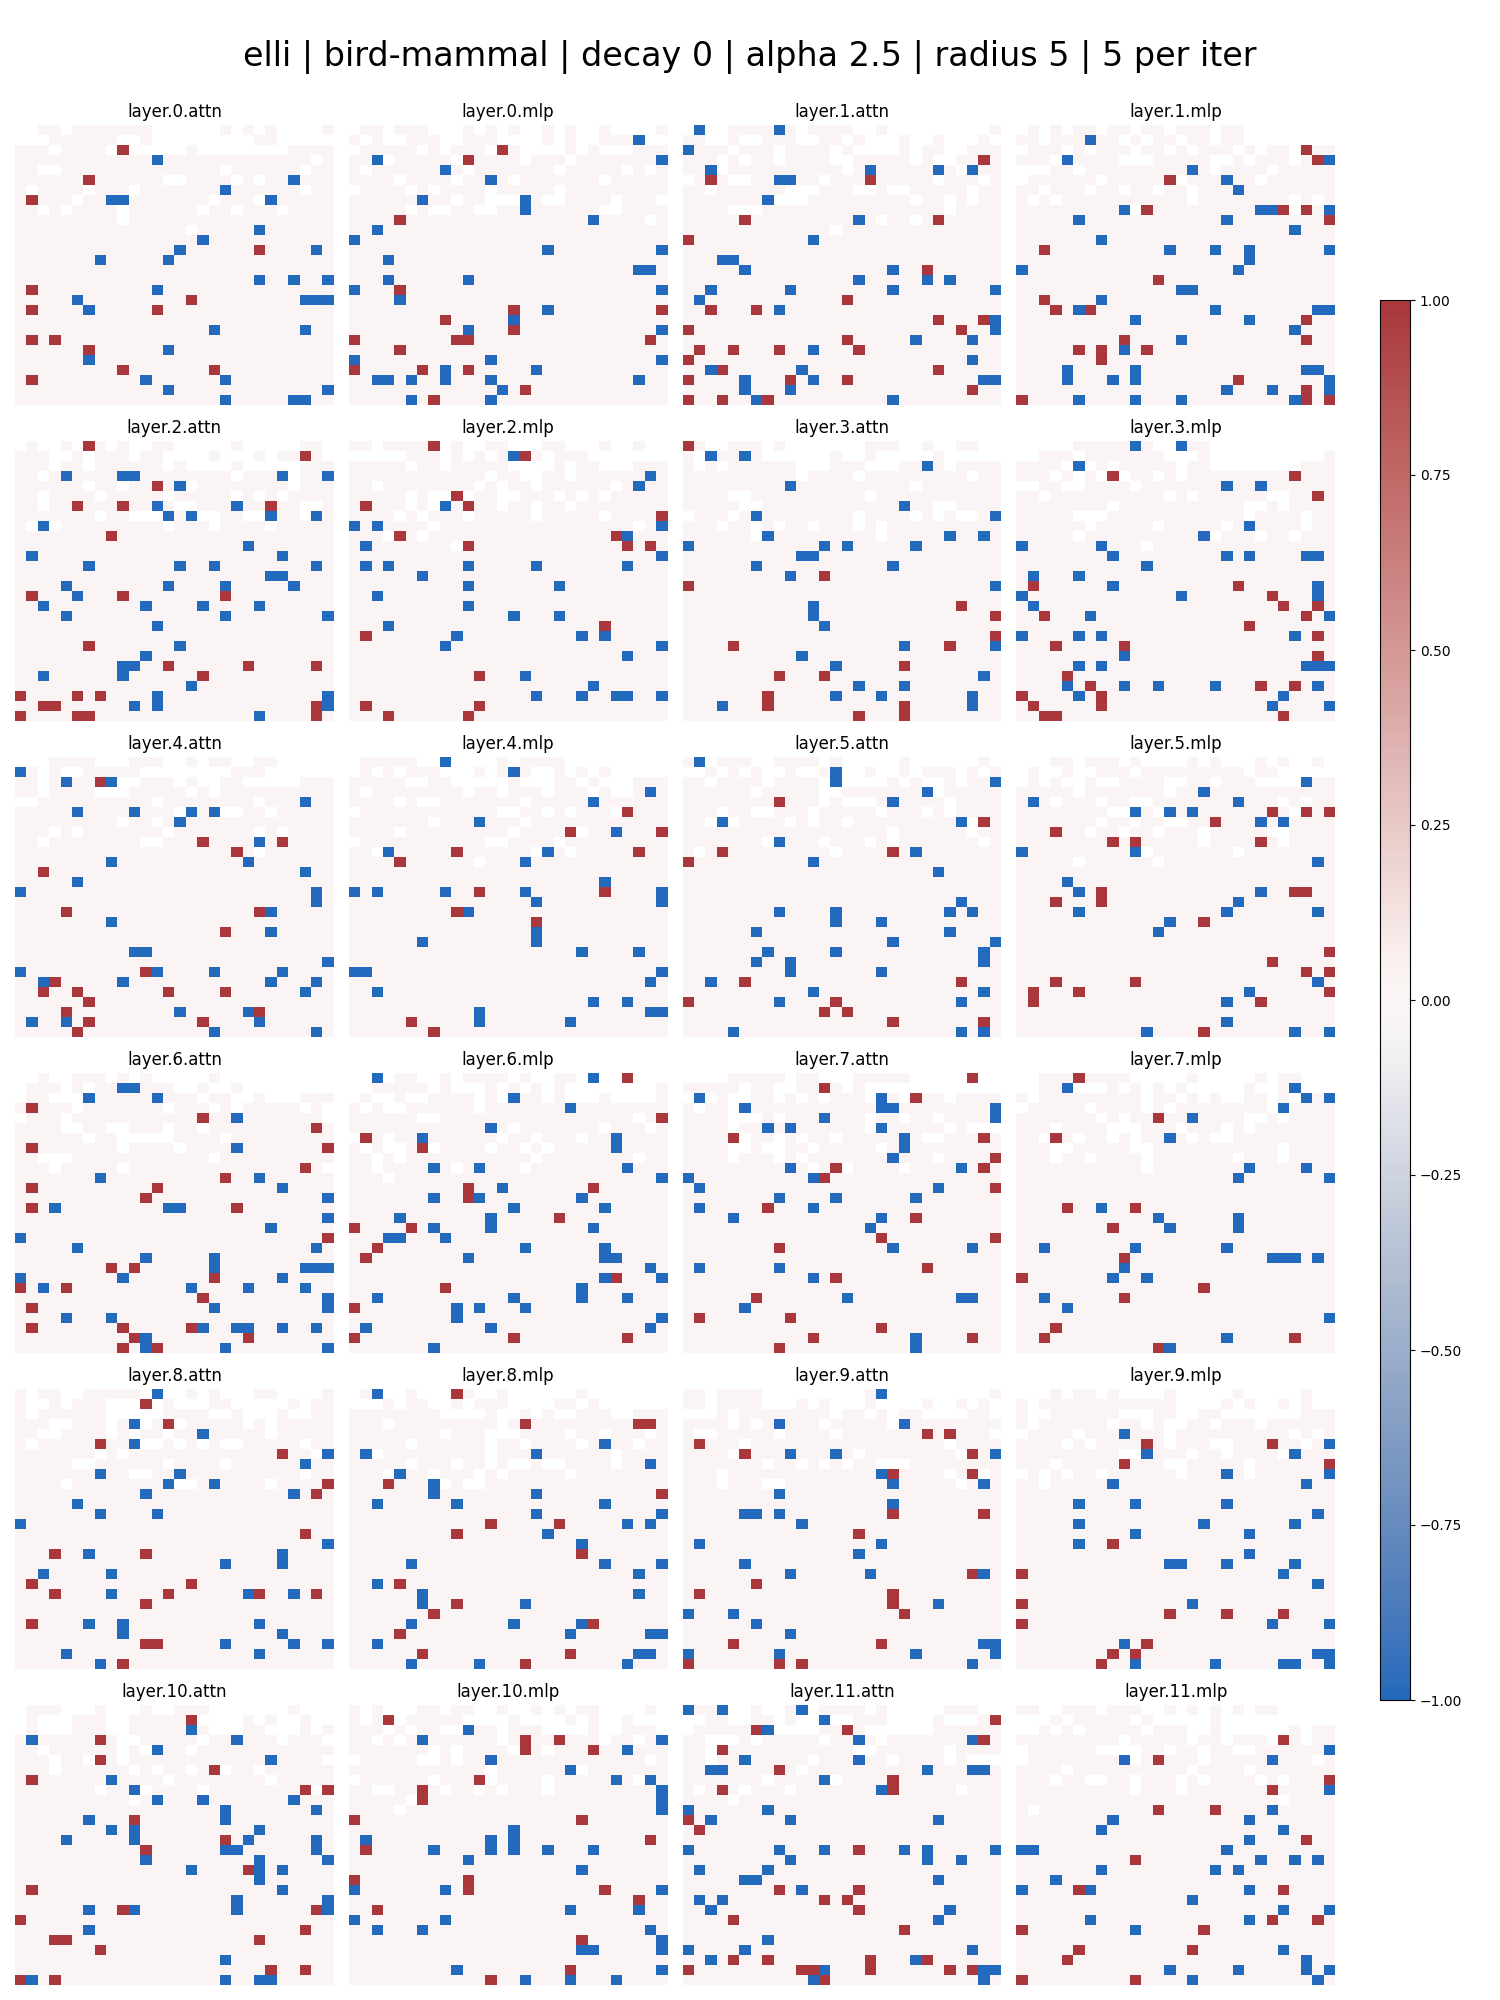 elli | bird-mammal | decay 0 | alpha 2.5 | radius 5 | 5 per iter
layer.0.attn layer.0.mlp layer.1.attn layer.1.mlp
layer.2.attn layer.2.mlp layer.3.attn layer.3.mlp
layer.4.attn layer.4.mlp layer.5.attn layer.5.mlp
layer.6.attn layer.6.mlp layer.7.attn layer.7.mlp
layer.8.attn layer.8.mlp layer.9.attn layer.9.mlp
layer.10.attn layer.10.mlp layer.11.attn layer.11.mlp
1.00
0.75
0.50
0.25
0.00
−0.25
−0.50
−0.75
−1.00